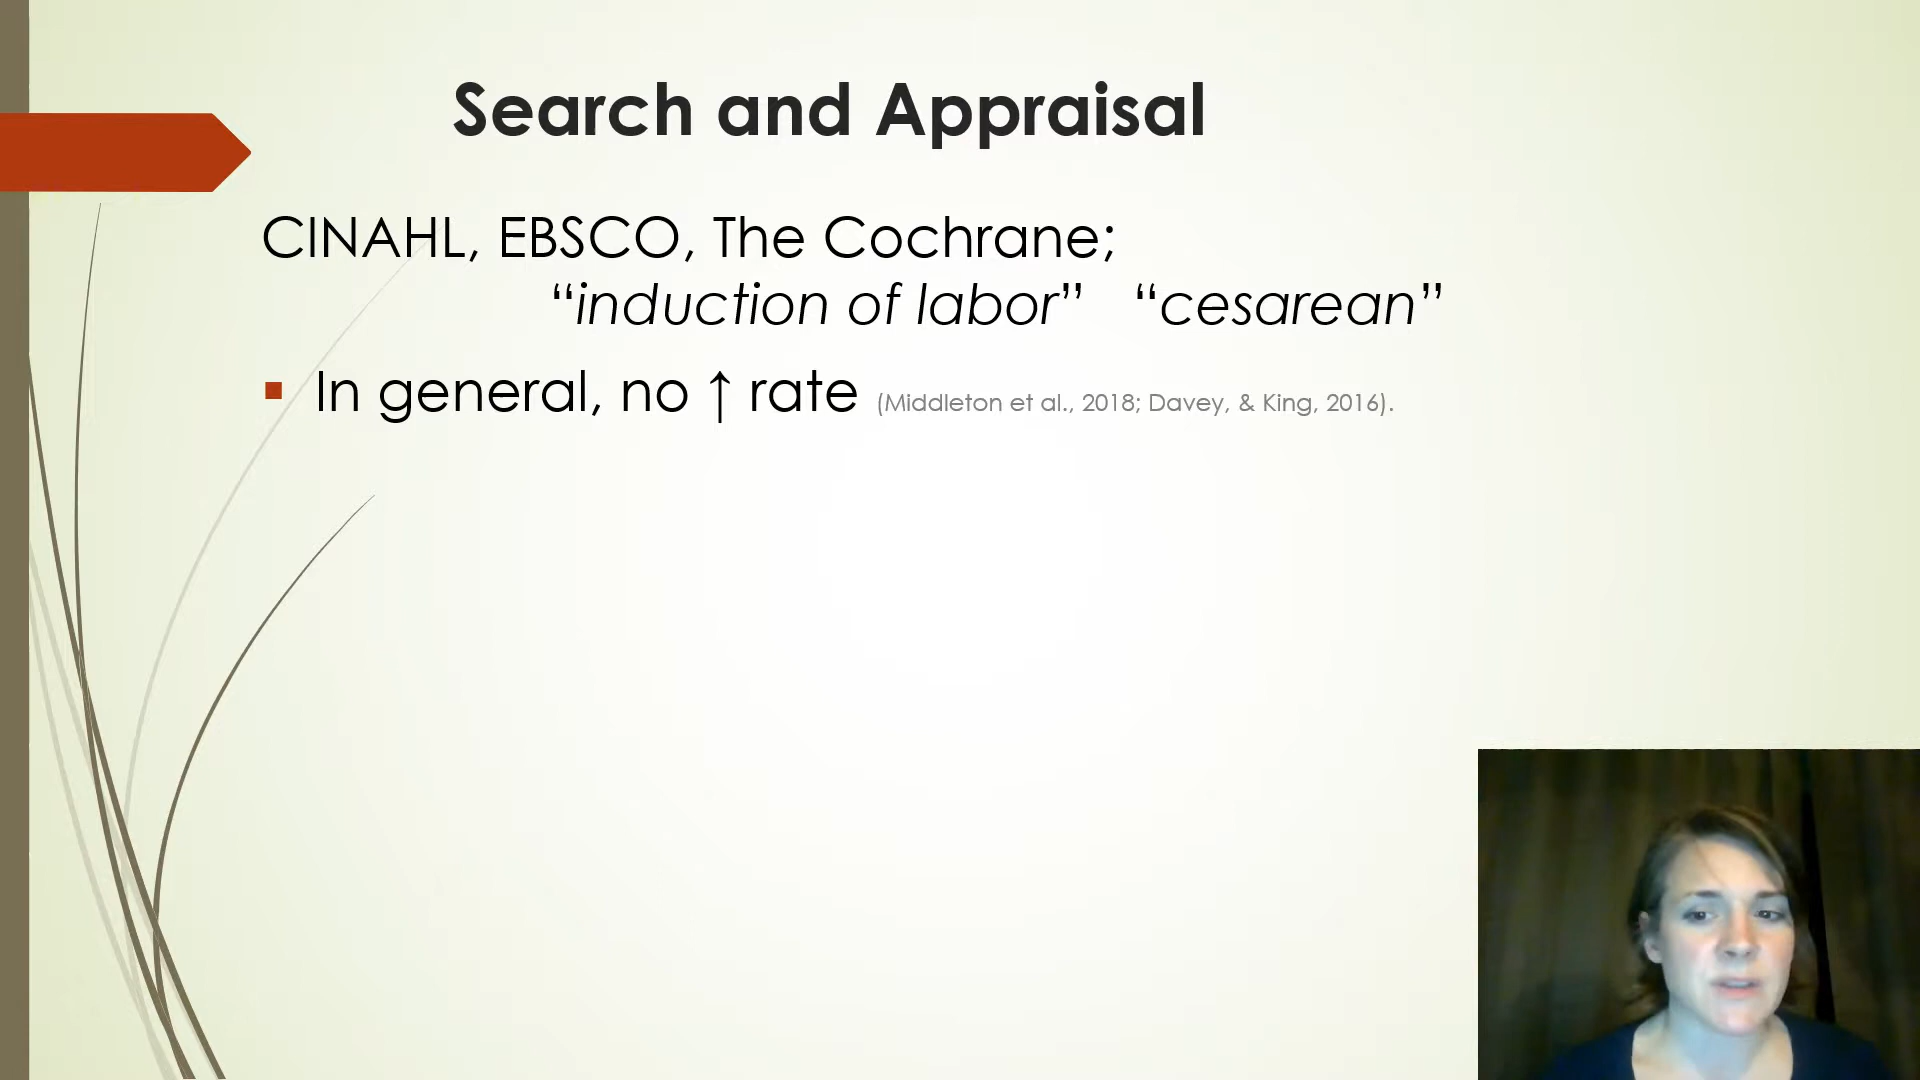 Search and Appraisal
CINAHL, EBSCO, The Cochrane;
“induction of labor” “cesarean”
In general, no ↑ rate (Middleton et al., 2018; Davey, & King, 2016).